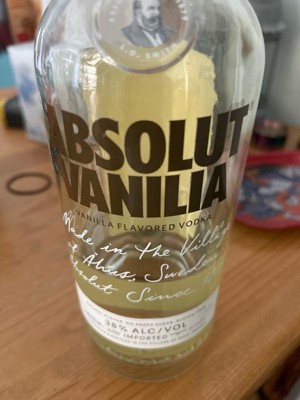 ABSOLUT
VANILIA
VANILLA FLAVORED VODKA
Made in the Village
of Åhus, Sweden
Absolut Since
38% ALC/VOL
IMPORTED